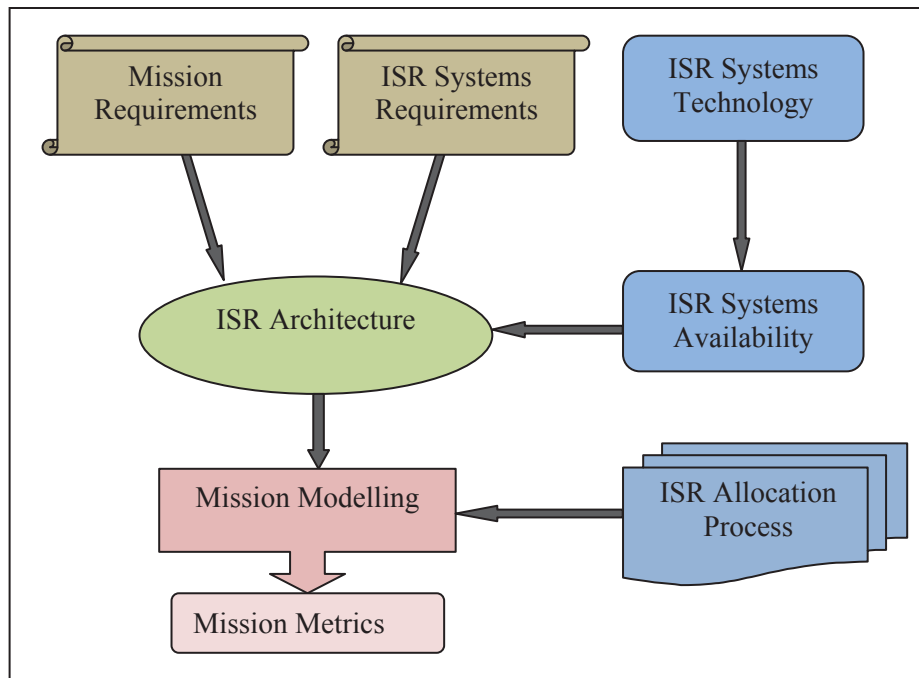 Mission
Requirements
ISR Systems
Requirements
ISR Systems
Technology
ISR Architecture
ISR Systems
Availability
Mission Modelling
ISR Allocation
Process
Mission Metrics